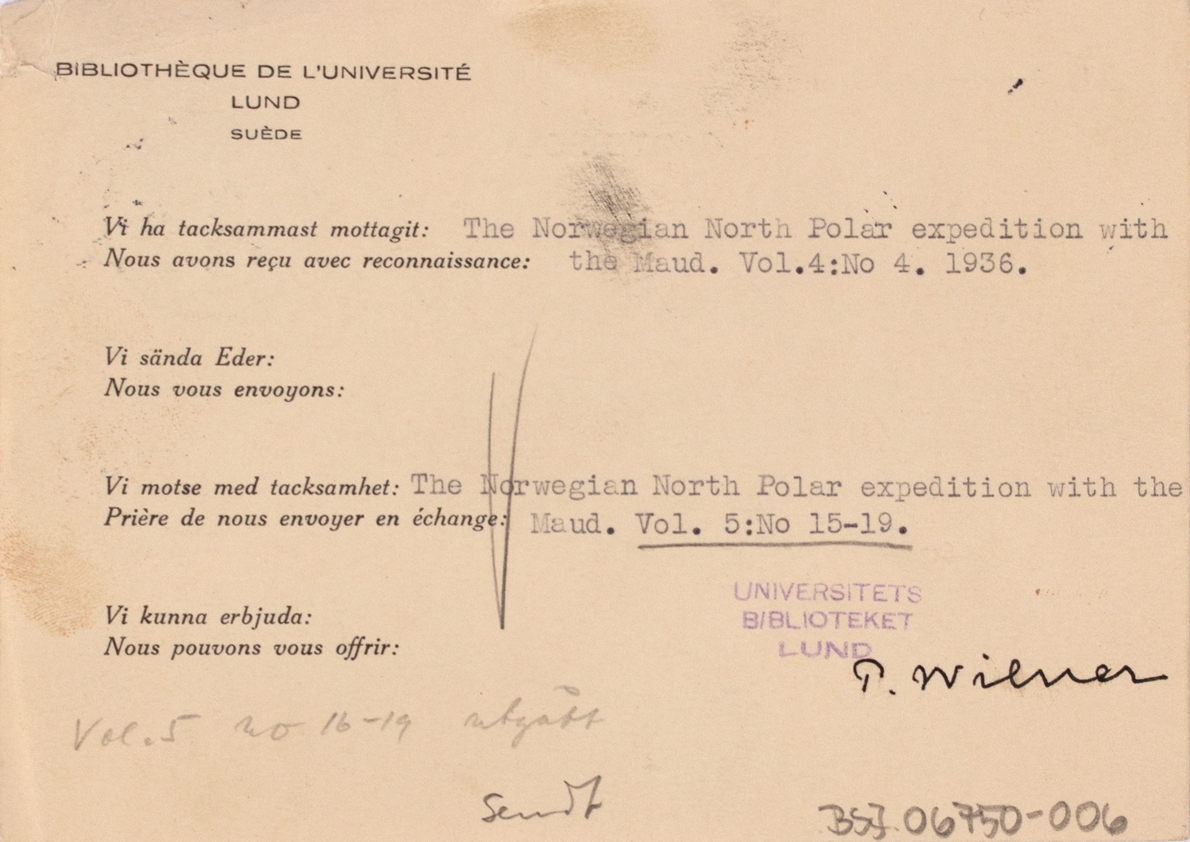 BIBLIOTHÈQUE DE L'UNIVERSITÉ
LUND
SUÈDE
Vi ha tacksammast mottagit: The Norwegian North Polar expedition with
Nous avons reçu avec reconnaissance: the Maud. Vol.4:No 4. 1936.
Vi sända Eder:
Nous vous envoyons:
Vi motse med tacksamhet: The Norwegian North Polar expedition with the
Prière de nous envoyer en échange: Maud. Vol. 5:No 15-19.
UNIVERSITETS
BIBLIOTEKET
LUND
Vi kunna erbjuda:
Nous pouvons vous offrir:
P. Wilner
Vol.5 no 16-19 utgått
Sendt
BSJ 06750-006